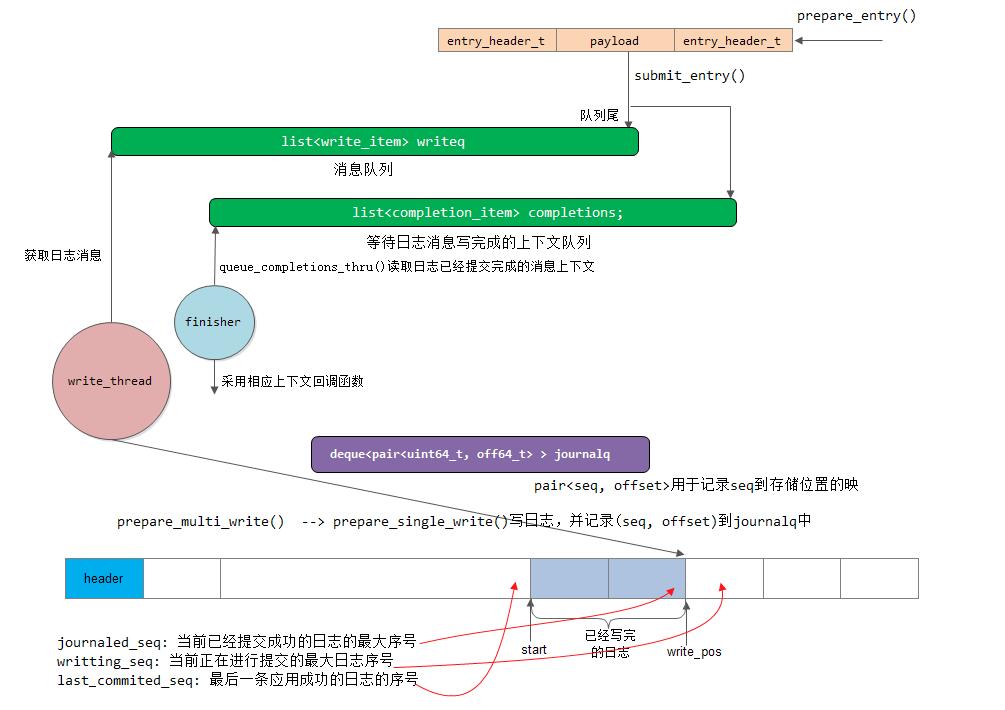 prepare_entry()
entry_header_t payload entry_header_t
submit_entry()
队列尾
list<write_item> writeq
消息队列
list<completion_item> completions;
等待日志消息写完成的上下文队列
获取日志消息
queue_completions_thru()读取日志已经提交完成的消息上下文
finisher
write_thread
采用相应上下文回调函数
deque<pair<uint64_t, off64_t> > journalq
pair<seq, offset>用于记录seq到存储位置的映
prepare_multi_write() --> prepare_single_write()写日志，并记录(seq, offset)到journalq中
header
已经写完
的日志
start
write_pos
journaled_seq: 当前已经提交成功的日志的最大序号
writting_seq: 当前正在进行提交的最大日志序号
last_commited_seq: 最后一条应用成功的日志的序号